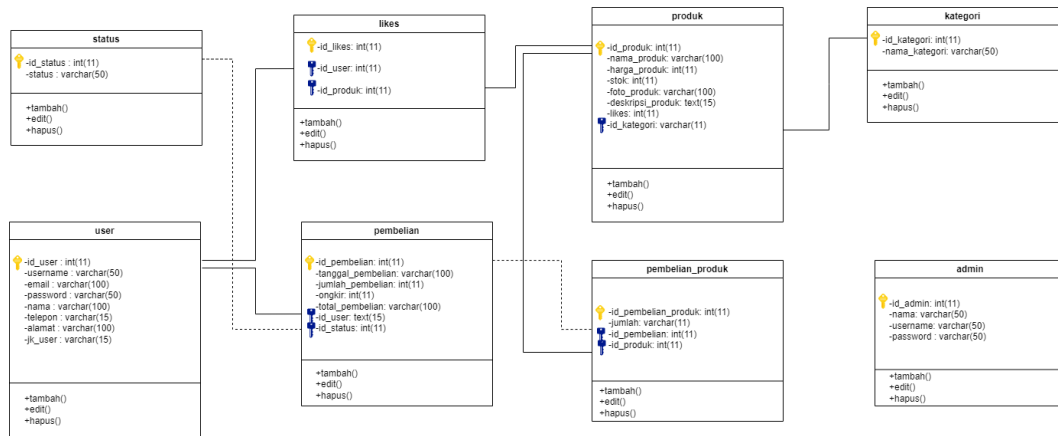 status
-id_status : int(11)
-status : varchar(50)
+tambah()
+edit()
+hapus()
likes
-id_likes: int(11)
-id_user: int(11)
-id_produk: int(11)
+tambah()
+edit()
+hapus()
produk
-id_produk: int(11)
-nama_produk: varchar(100)
-harga_produk: int(11)
-stok: int(11)
-foto_produk: varchar(100)
-deskripsi_produk: text(15)
-likes: int(11)
-id_kategori: varchar(11)
+tambah()
+edit()
+hapus()
kategori
-id_kategori: int(11)
-nama_kategori: varchar(50)
+tambah()
+edit()
+hapus()
user
-id_user : int(11)
-username : varchar(50)
-email : varchar(100)
-password : varchar(50)
-nama : varchar(100)
-telepon : varchar(15)
-alamat : varchar(100)
-jk_user : varchar(15)
+tambah()
+edit()
+hapus()
pembelian
-id_pembelian: int(11)
-tanggal_pembelian: varchar(100)
-jumlah_pembelian: int(11)
-ongkir: int(11)
-total_pembelian: varchar(100)
-id_user: text(15)
-id_status: int(11)
+tambah()
+edit()
+hapus()
pembelian_produk
-id_pembelian_produk: int(11)
-jumlah: varchar(11)
-id_pembelian: int(11)
-id_produk: int(11)
+tambah()
+edit()
+hapus()
admin
-id_admin: int(11)
-nama: varchar(50)
-username: varchar(50)
-password : varchar(50)
+tambah()
+edit()
+hapus()